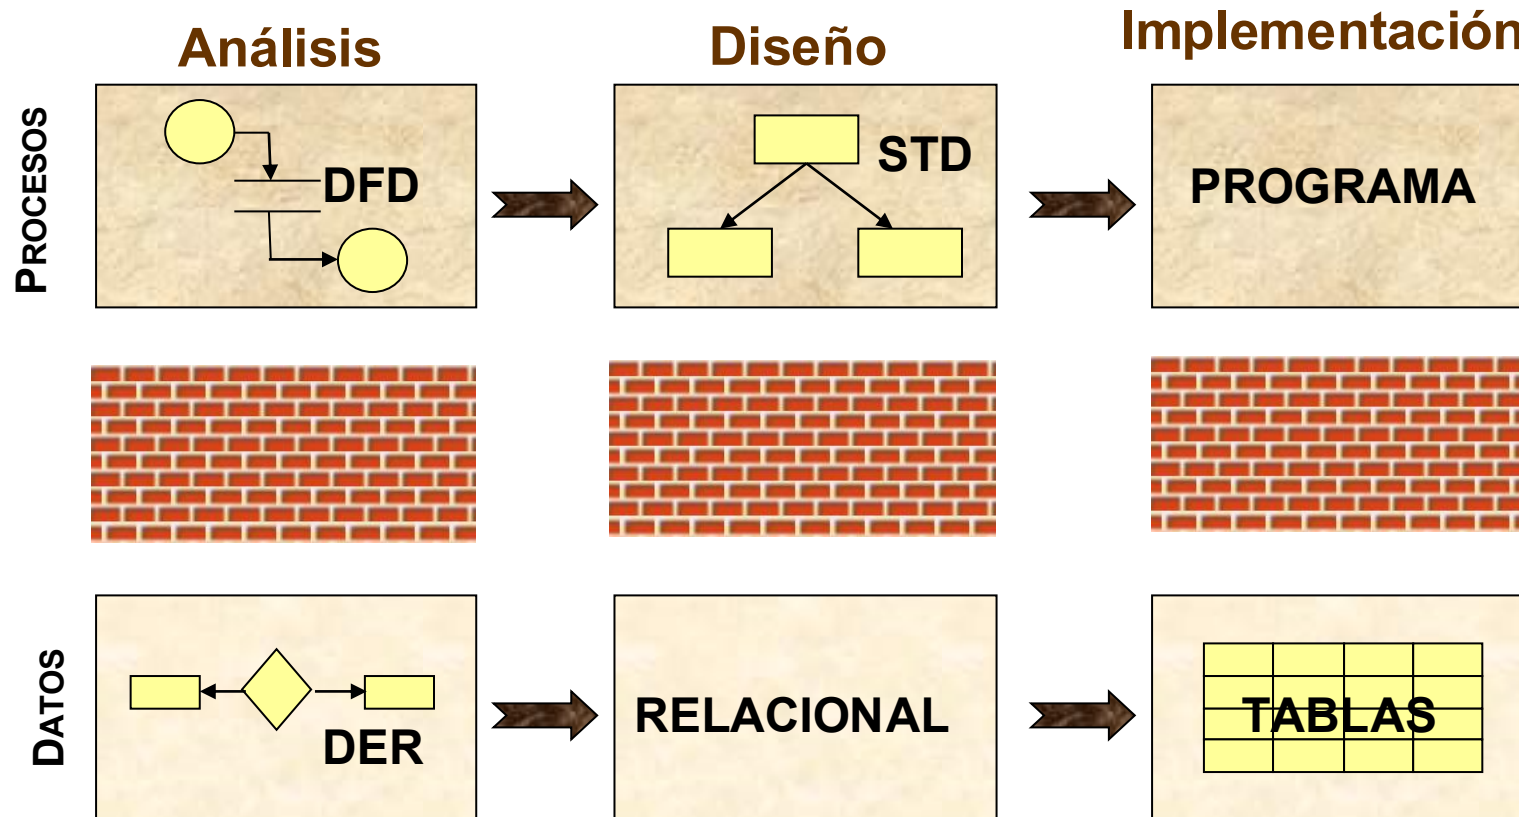 Análisis
Diseño
Implementación
PROCESOS
DFD
STD
PROGRAMA
DATOS
DER
RELACIONAL
TABLAS